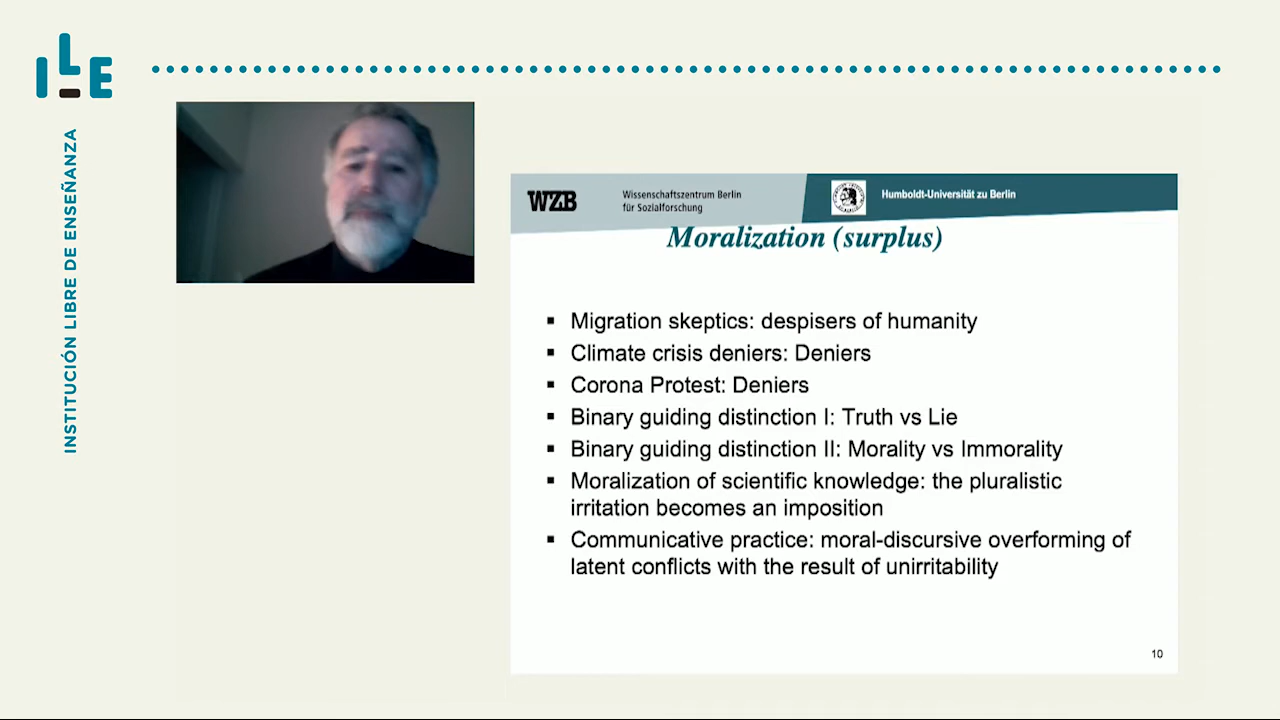 ILE
INSTITUCIÓN LIBRE DE ENSEÑANZA
WZB
Wissenschaftszentrum Berlin
für Sozialforschung
Humboldt-Universität zu Berlin
Moralization (surplus)
▪ Migration skeptics: despisers of humanity
▪ Climate crisis deniers: Deniers
▪ Corona Protest: Deniers
▪ Binary guiding distinction I: Truth vs Lie
▪ Binary guiding distinction II: Morality vs Immorality
▪ Moralization of scientific knowledge: the pluralistic
irritation becomes an imposition
▪ Communicative practice: moral-discursive overforming of
latent conflicts with the result of unirritability
10